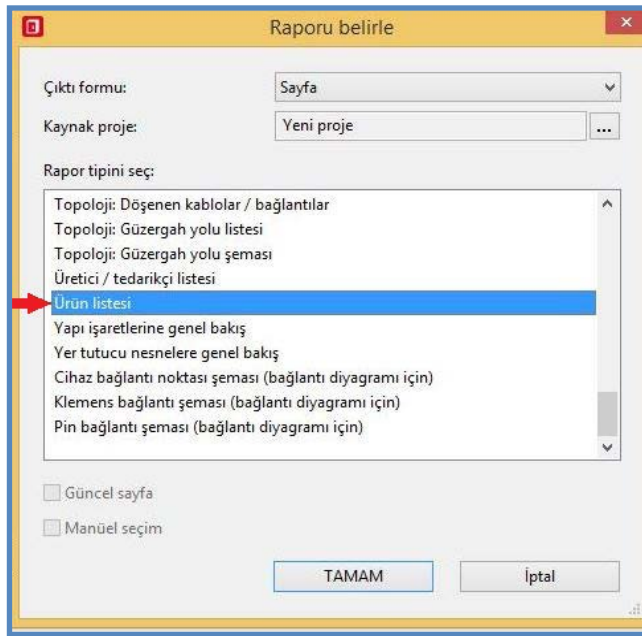 Raporu belirle
Çıktı formu:
Sayfa
Kaynak proje:
Yeni proje
...
Rapor tipini seç:
Topoloji: Döşenen kablolar / bağlantılar
Topoloji: Güzergah yolu listesi
Topoloji: Güzergah yolu şeması
Üretici / tedarikçi listesi
Ürün listesi
Yapı işaretlerine genel bakış
Yer tutucu nesnelere genel bakış
Cihaz bağlantı noktası şeması (bağlantı diyagramı için)
Klemens bağlantı şeması (bağlantı diyagramı için)
Pin bağlantı şeması (bağlantı diyagramı için)
Güncel sayfa
Manüel seçim
TAMAM
İptal